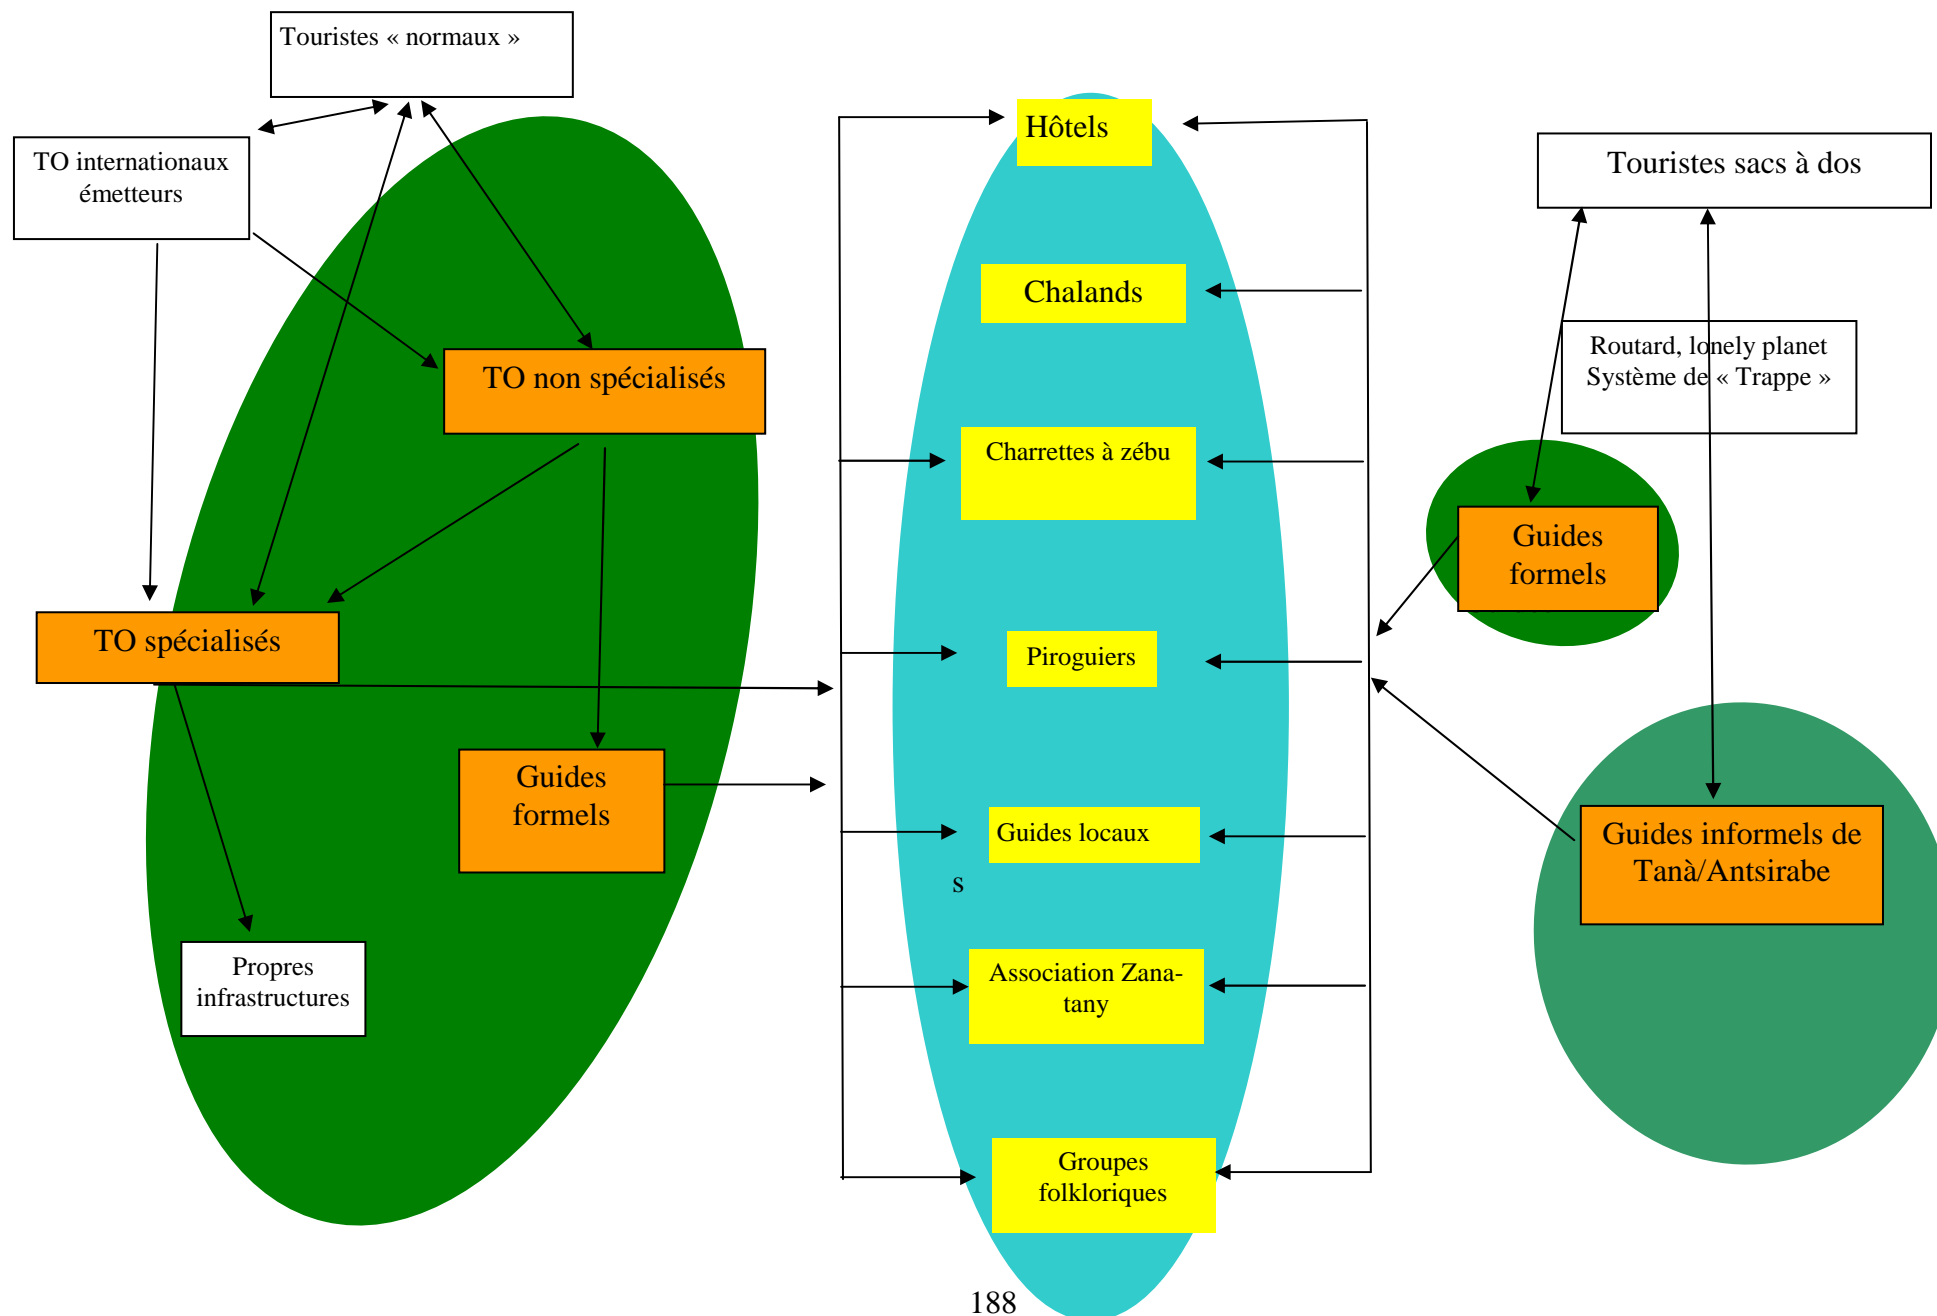 Touristes « normaux »
TO internationaux
émetteurs
TO non spécialisés
TO spécialisés
Guides
formels
Propres
infrastructures
Hôtels
Chalands
Charrettes à zébu
Piroguiers
Guides locaux
s
Association Zana-
tany
Groupes
folkloriques
Touristes sacs à dos
Routard, lonely planet
Système de « Trappe »
Guides
formels
Guides informels de
Tanà/Antsirabe
188